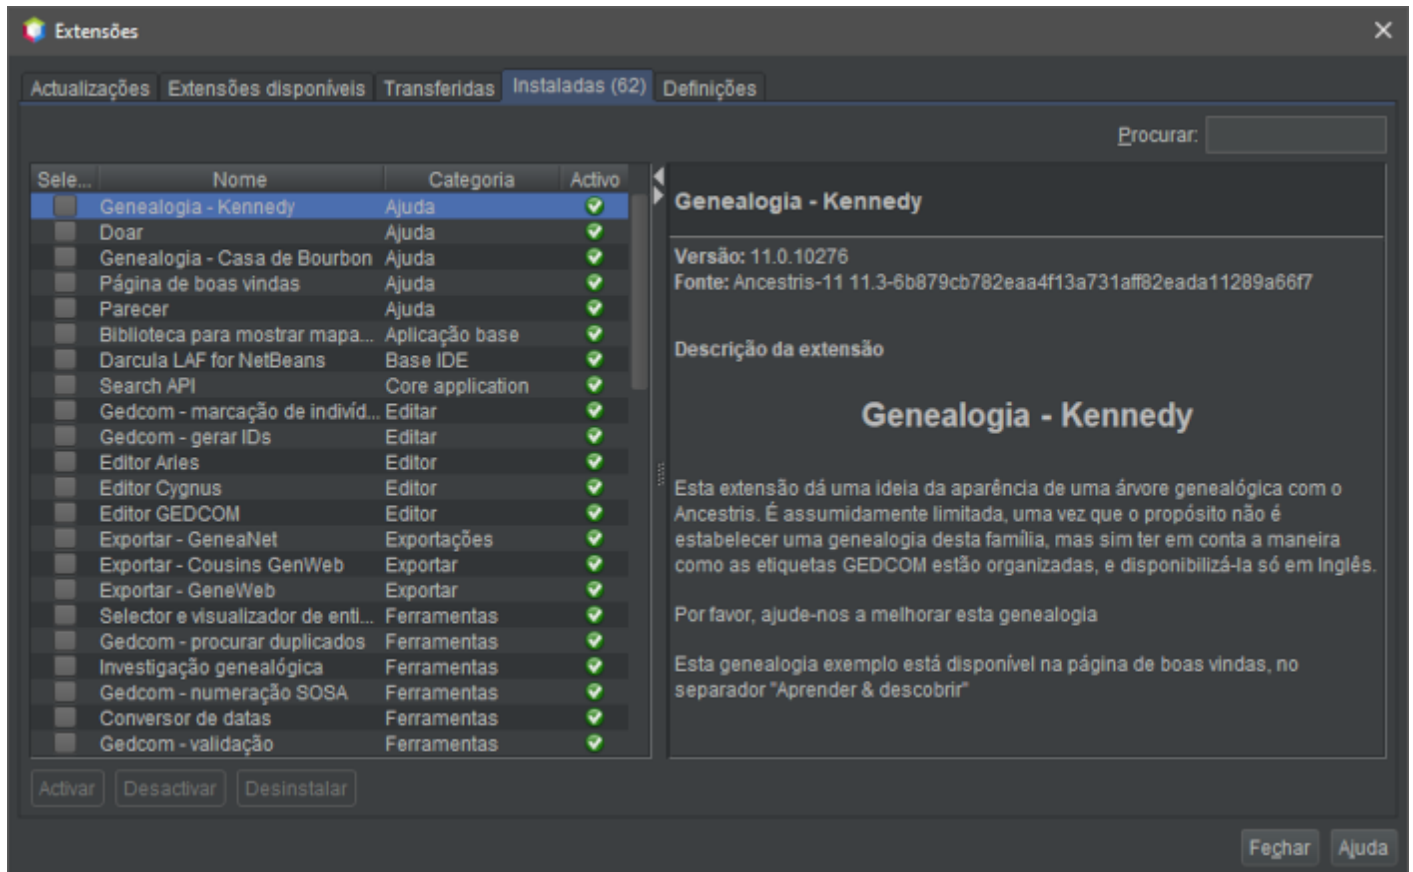 Extensões
Actualizações Extensões disponíveis Transferidas Instaladas (62) Definições
Procurar:
Sele... Nome Categoria Activo
Genealogia - Kennedy Ajuda
Doar Ajuda
Genealogia - Casa de Bourbon Ajuda
Página de boas vindas Ajuda
Parecer Ajuda
Biblioteca para mostrar mapa... Aplicação base
Darcula LAF for NetBeans Base IDE
Search API Core application
Gedcom - marcação de indivíd... Editar
Gedcom - gerar IDs Editar
Editor Aries Editor
Editor Cygnus Editor
Editor GEDCOM Editor
Exportar - GeneaNet Exportações
Exportar - Cousins GenWeb Exportar
Exportar - GeneWeb Exportar
Selector e visualizador de enti... Ferramentas
Gedcom - procurar duplicados Ferramentas
Investigação genealógica Ferramentas
Gedcom - numeração SOSA Ferramentas
Conversor de datas Ferramentas
Gedcom - validação Ferramentas
Genealogia - Kennedy
Versão: 11.0.10276
Fonte: Ancestris-11 11.3-6b879cb782eaa4f13a731aff82eada11289a66f7
Descrição da extensão
Genealogia - Kennedy
Esta extensão dá uma ideia da aparência de uma árvore genealógica com o
Ancestris. É assumidamente limitada, uma vez que o propósito não é
estabelecer uma genealogia desta família, mas sim ter em conta a maneira
como as etiquetas GEDCOM estão organizadas, e disponibilizá-la só em Inglês.
Por favor, ajude-nos a melhorar esta genealogia
Esta genealogia exemplo está disponível na página de boas vindas, no
separador "Aprender & descobrir"
Activar Desactivar Desinstalar
Fechar Ajuda